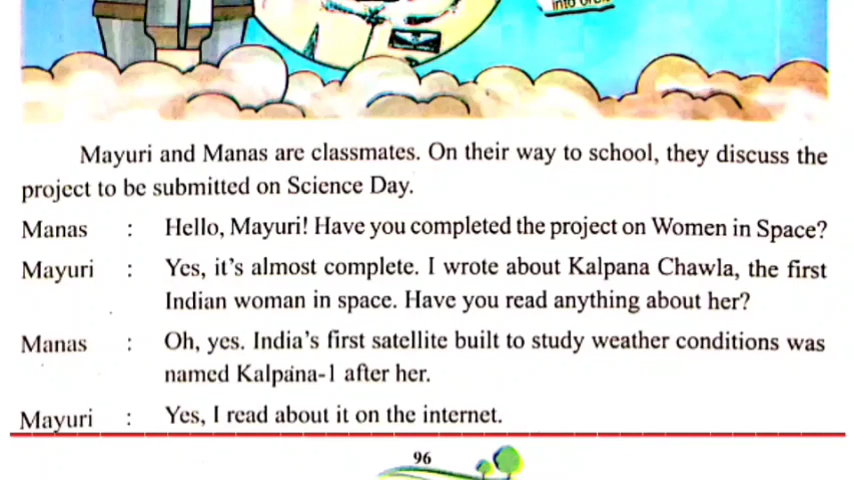 into orbit
Mayuri and Manas are classmates. On their way to school, they discuss the
project to be submitted on Science Day.
Manas : Hello, Mayuri! Have you completed the project on Women in Space?
Mayuri : Yes, it's almost complete. I wrote about Kalpana Chawla, the first
Indian woman in space. Have you read anything about her?
Manas : Oh, yes. India's first satellite built to study weather conditions was
named Kalpana-1 after her.
Mayuri : Yes, I read about it on the internet.
96